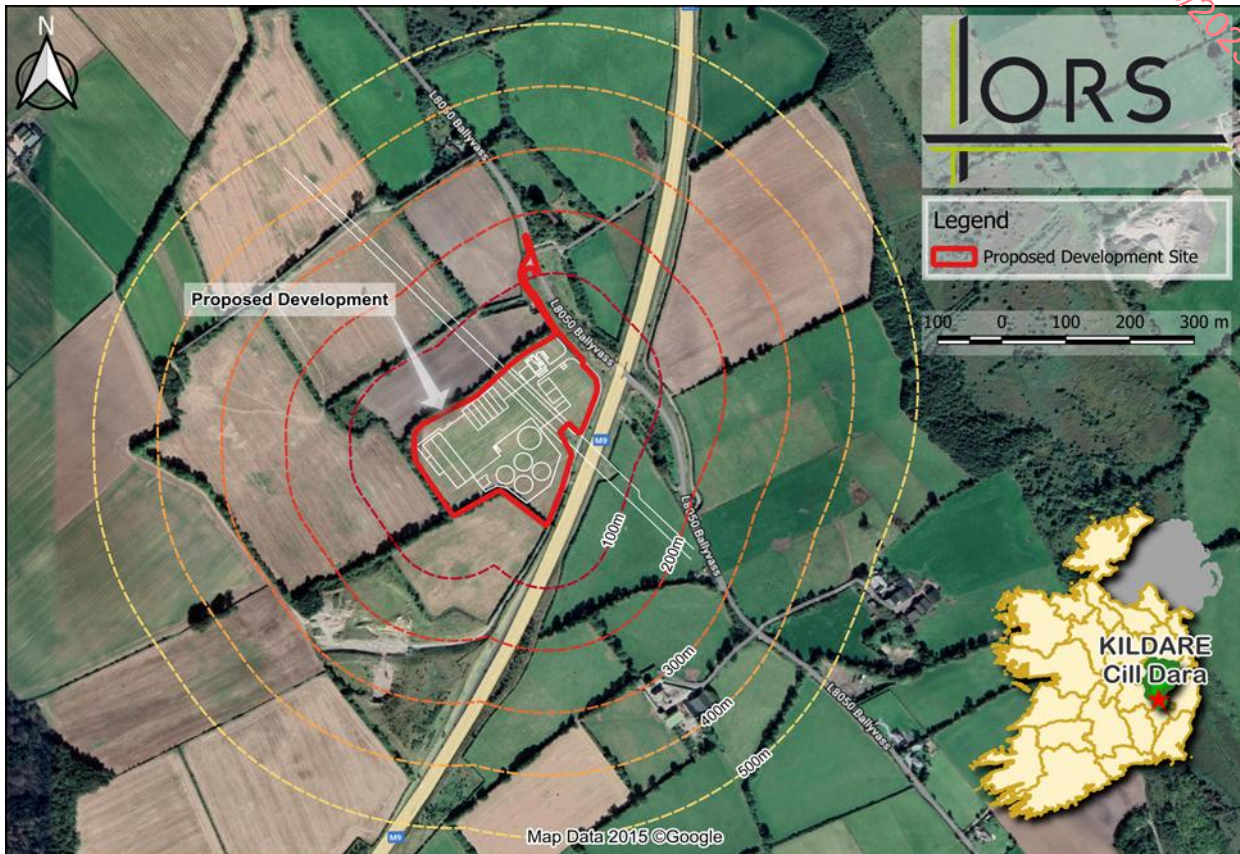 N
ORS
Legend
Proposed Development Site
100 0 100 200 300 m
L8050 Ballyvass
Proposed Development
L8050 Ballyvass
M9
L8050 Ballyvass
100m
200m
300m
400m
500m
L8050 Ballyvass
KILDARE
Cill Dara
M9
Map Data 2015 ©Google